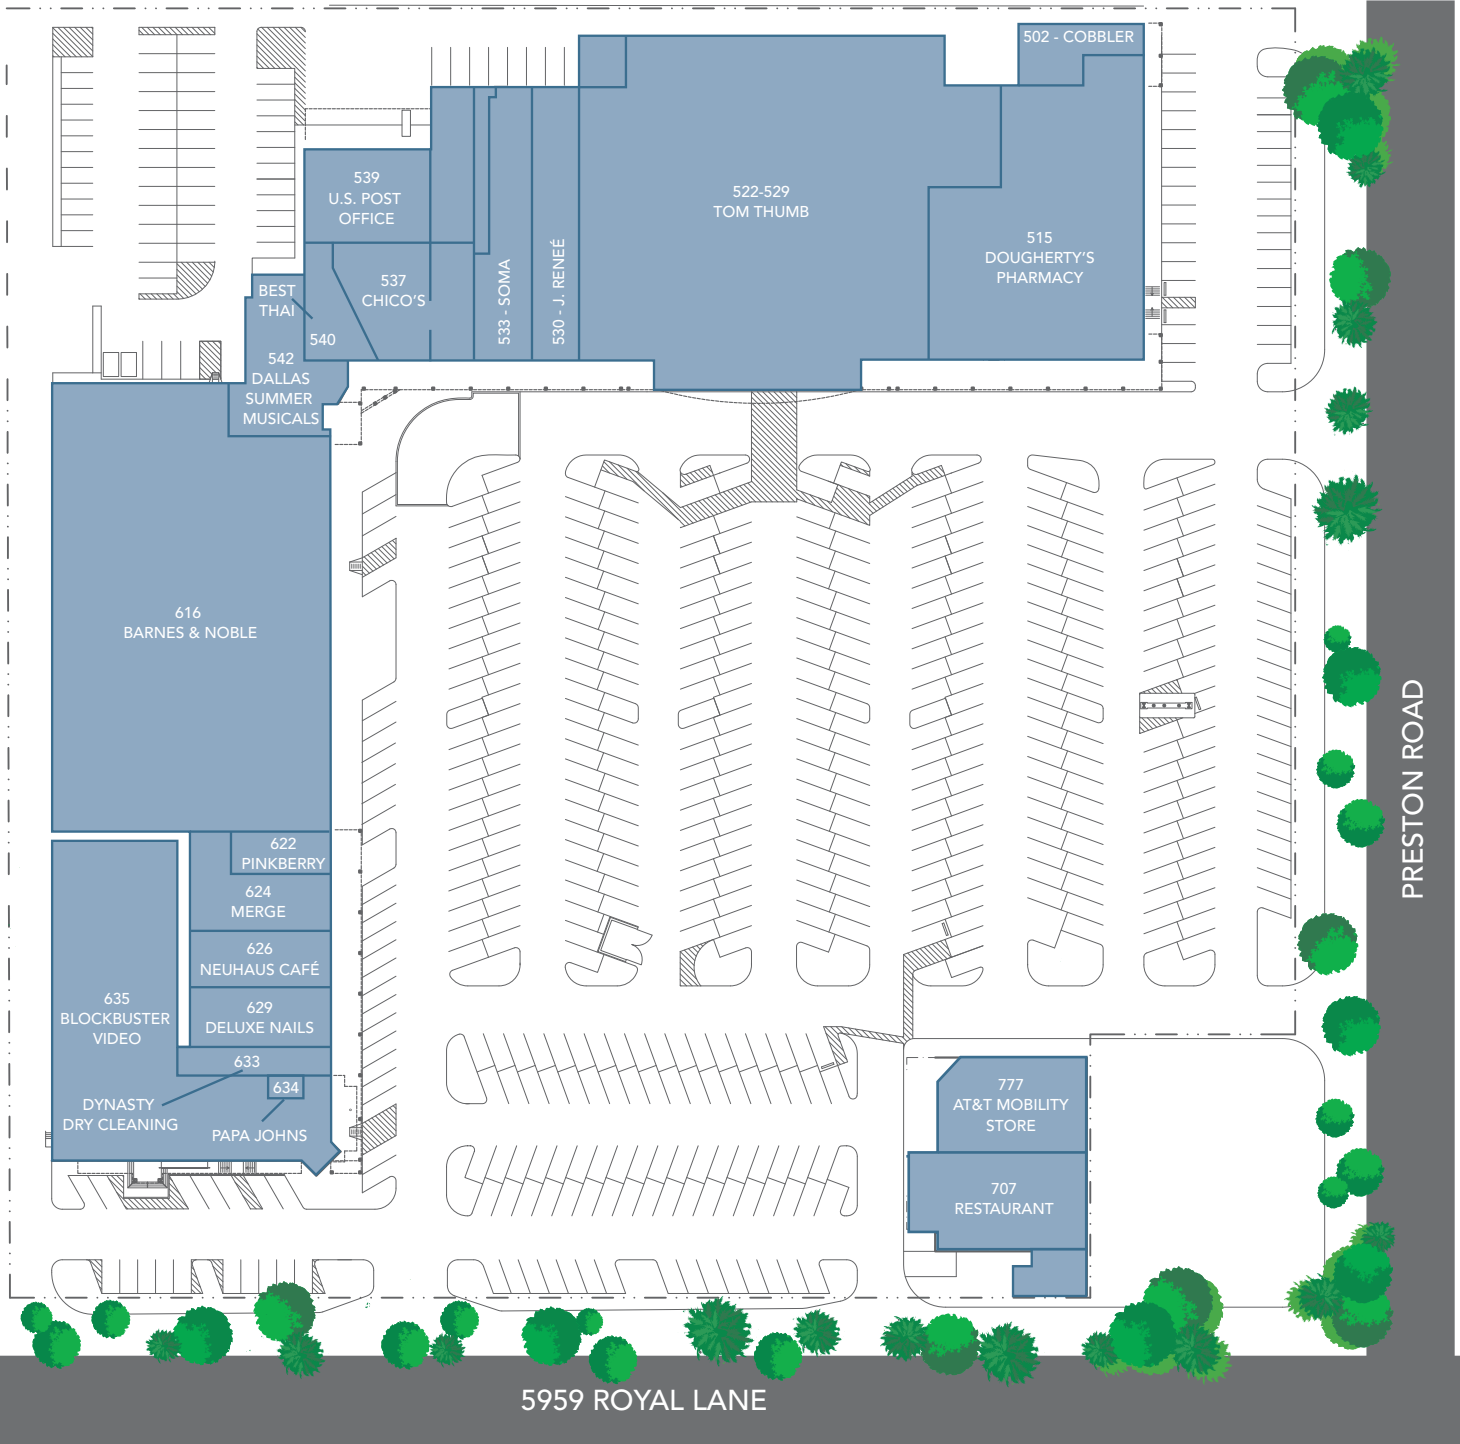 502 - COBBLER
539
U.S. POST
OFFICE
522-529
TOM THUMB
515
DOUGHERTY'S
PHARMACY
537
CHICO'S
533 - SOMA
530 - J. RENEÉ
BEST
THAI
540
542
DALLAS
SUMMER
MUSICALS
616
BARNES & NOBLE
622
PINKBERRY
624
MERGE
626
NEUHAUS CAFÉ
629
DELUXE NAILS
635
BLOCKBUSTER
VIDEO
633
634
DYNASTY
DRY CLEANING
PAPA JOHNS
777
AT&T MOBILITY
STORE
707
RESTAURANT
PRESTON ROAD
5959 ROYAL LANE